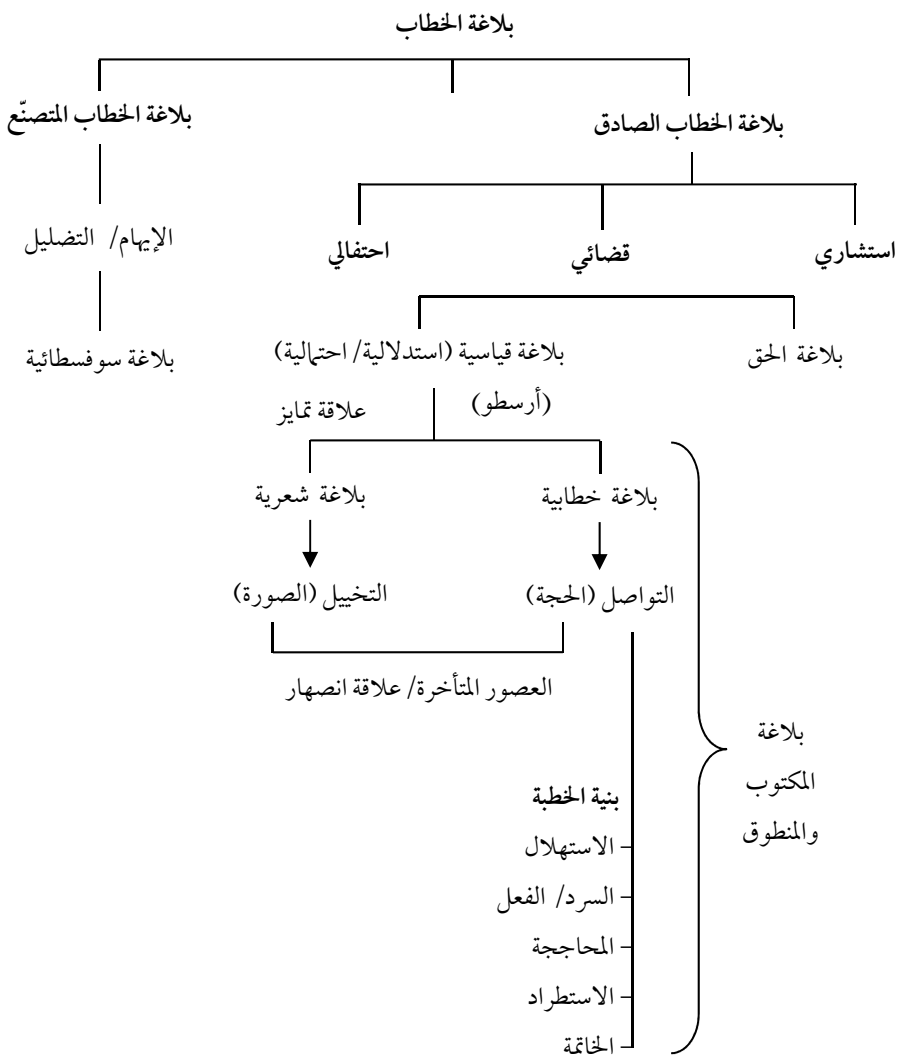 بلاغة الخطاب
بلاغة الخطاب الصادق
بلاغة الخطاب المتصنّع
الإيهام/ التضليل
استشاري
قضائي
احتفالي
بلاغة الحق
بلاغة قياسية (استدلالية/ احتمالية)
بلاغة سوفسطائية
(أرسطو)
علاقة تمايز
بلاغة خطابية
بلاغة شعرية
التواصل (الحجة)
التخييل (الصورة)
العصور المتأخرة/ علاقة انصهار
بلاغة
المكتوب
والمنطوق
بنية الخطبة
الاستهلال
السرد/ الفعل
المحاججة
الاستطراد
الخاتمة